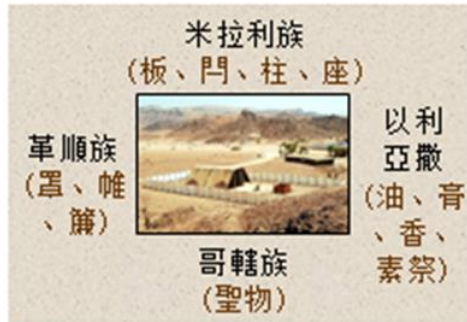 米拉利族
(板、閂、柱、座)
革順族
(罩、帷
、簾)
以利
亞撒
(油、膏
、香、
素祭)
哥轄族
(聖物)